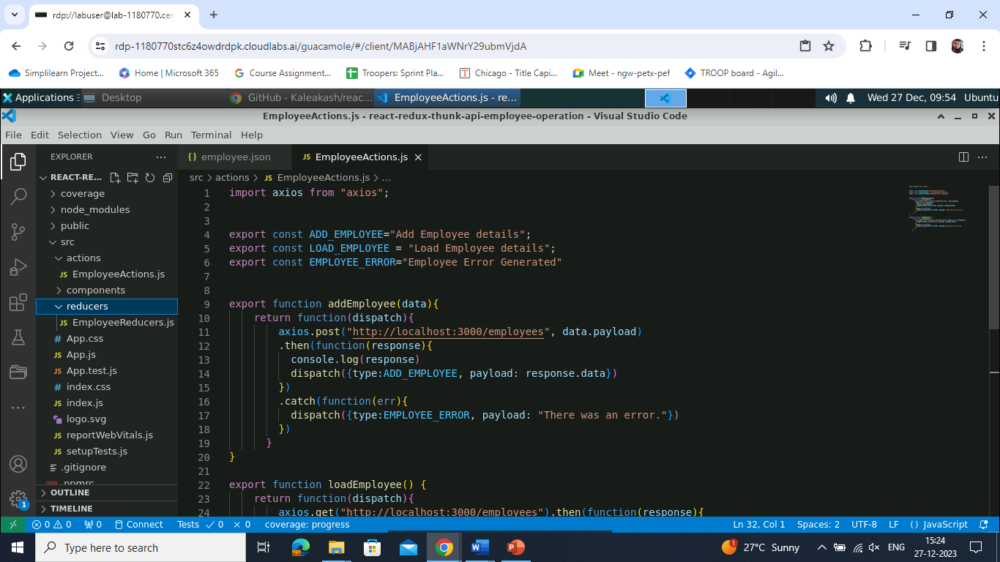 rdp://labuser@lab-1180770.cen
rdp-1180770stc6z4owdrdpk.cloudlabs.ai/guacamole/#/client/MABjAHF1aWNrY29ubmVjdA
Simplilearn Project...
Home | Microsoft 365
Course Assignment...
Troopers: Sprint Pla...
Chicago - Title Capi...
Meet - ngw-petx-pef
TROOP board - Agil...
Applications
Desktop
GitHub - Kaleakash/reac...
EmployeeActions.js - re...
Wed 27 Dec, 09:54 Ubuntu
EmployeeActions.js - react-redux-thunk-api-employee-operation - Visual Studio Code
File Edit Selection View Go Run Terminal Help
EXPLORER
REACT-RE...
coverage
node_modules
public
src
actions
JS EmployeeActions.js
components
reducers
JS EmployeeReducers.js
# App.css
JS App.js
JS App.test.js
# index.css
JS index.js
logo.svg
JS reportWebVitals.js
JS setupTests.js
.gitignore
.npmrc
OUTLINE
TIMELINE
1
{} employee.json
JS EmployeeActions.js
src > actions > JS EmployeeActions.js > ...
1 import axios from "axios";
2
3
4 export const ADD_EMPLOYEE="Add Employee details";
5 export const LOAD_EMPLOYEE = "Load Employee details";
6 export const EMPLOYEE_ERROR="Employee Error Generated"
7
8
9 export function addEmployee(data){
10 return function(dispatch){
11 axios.post("http://localhost:3000/employees", data.payload)
12 .then(function(response){
13 console.log(response)
14 dispatch({type:ADD_EMPLOYEE, payload: response.data})
15 })
16 .catch(function(err){
17 dispatch({type:EMPLOYEE_ERROR, payload: "There was an error."})
18 })
19 }
20 }
21
22 export function loadEmployee() {
23 return function(dispatch){
24 axios.get("http://localhost:3000/employees").then(function(response){
0 0 0 Connect Tests 0 0 coverage: progress
Ln 32, Col 1 Spaces: 2 UTF-8 LF {} JavaScript
Type here to search
1
27°C Sunny
ENG
15:24
27-12-2023